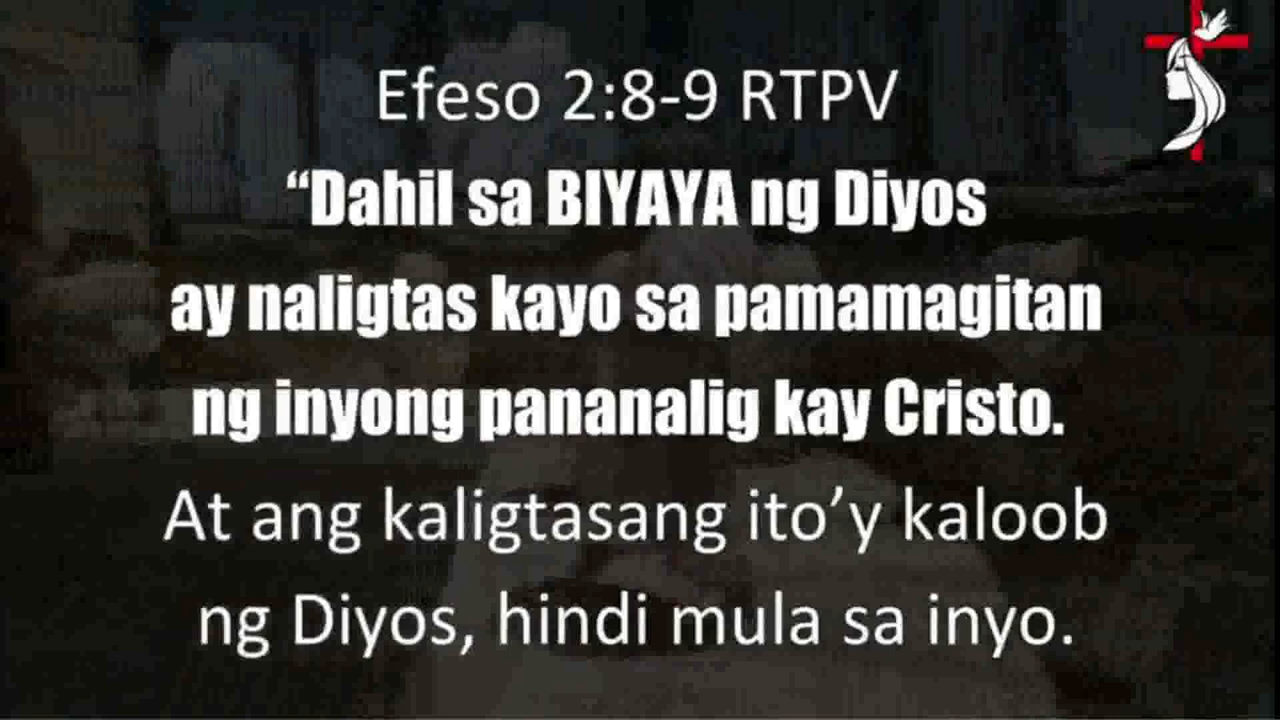 Efeso 2:8-9 RTPV
“Dahil sa BIYAYA ng Diyos
ay naligtas kayo sa pamamagitan
ng inyong pananalig kay Cristo.
At ang kaligtasang ito’y kaloob
ng Diyos, hindi mula sa inyo.